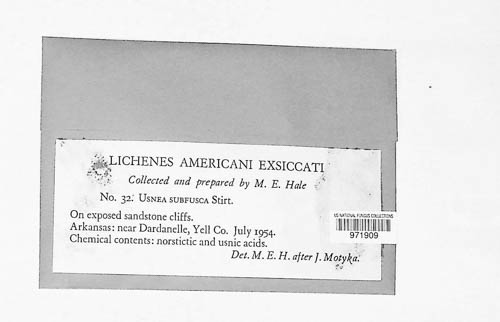 LICHENES AMERICANI EXSICCATI
Collected and prepared by M. E. Hale
No. 32. USNEA SUBFUSCA Stirt.
On exposed sandstone cliffs.
Arkansas: near Dardanelle, Yell Co. July 1954.
Chemical contents: norstictic and usnic acids.
Det. M. E. H. after J. Motyka.
US NATIONAL FUNGUS COLLECTIONS
971909